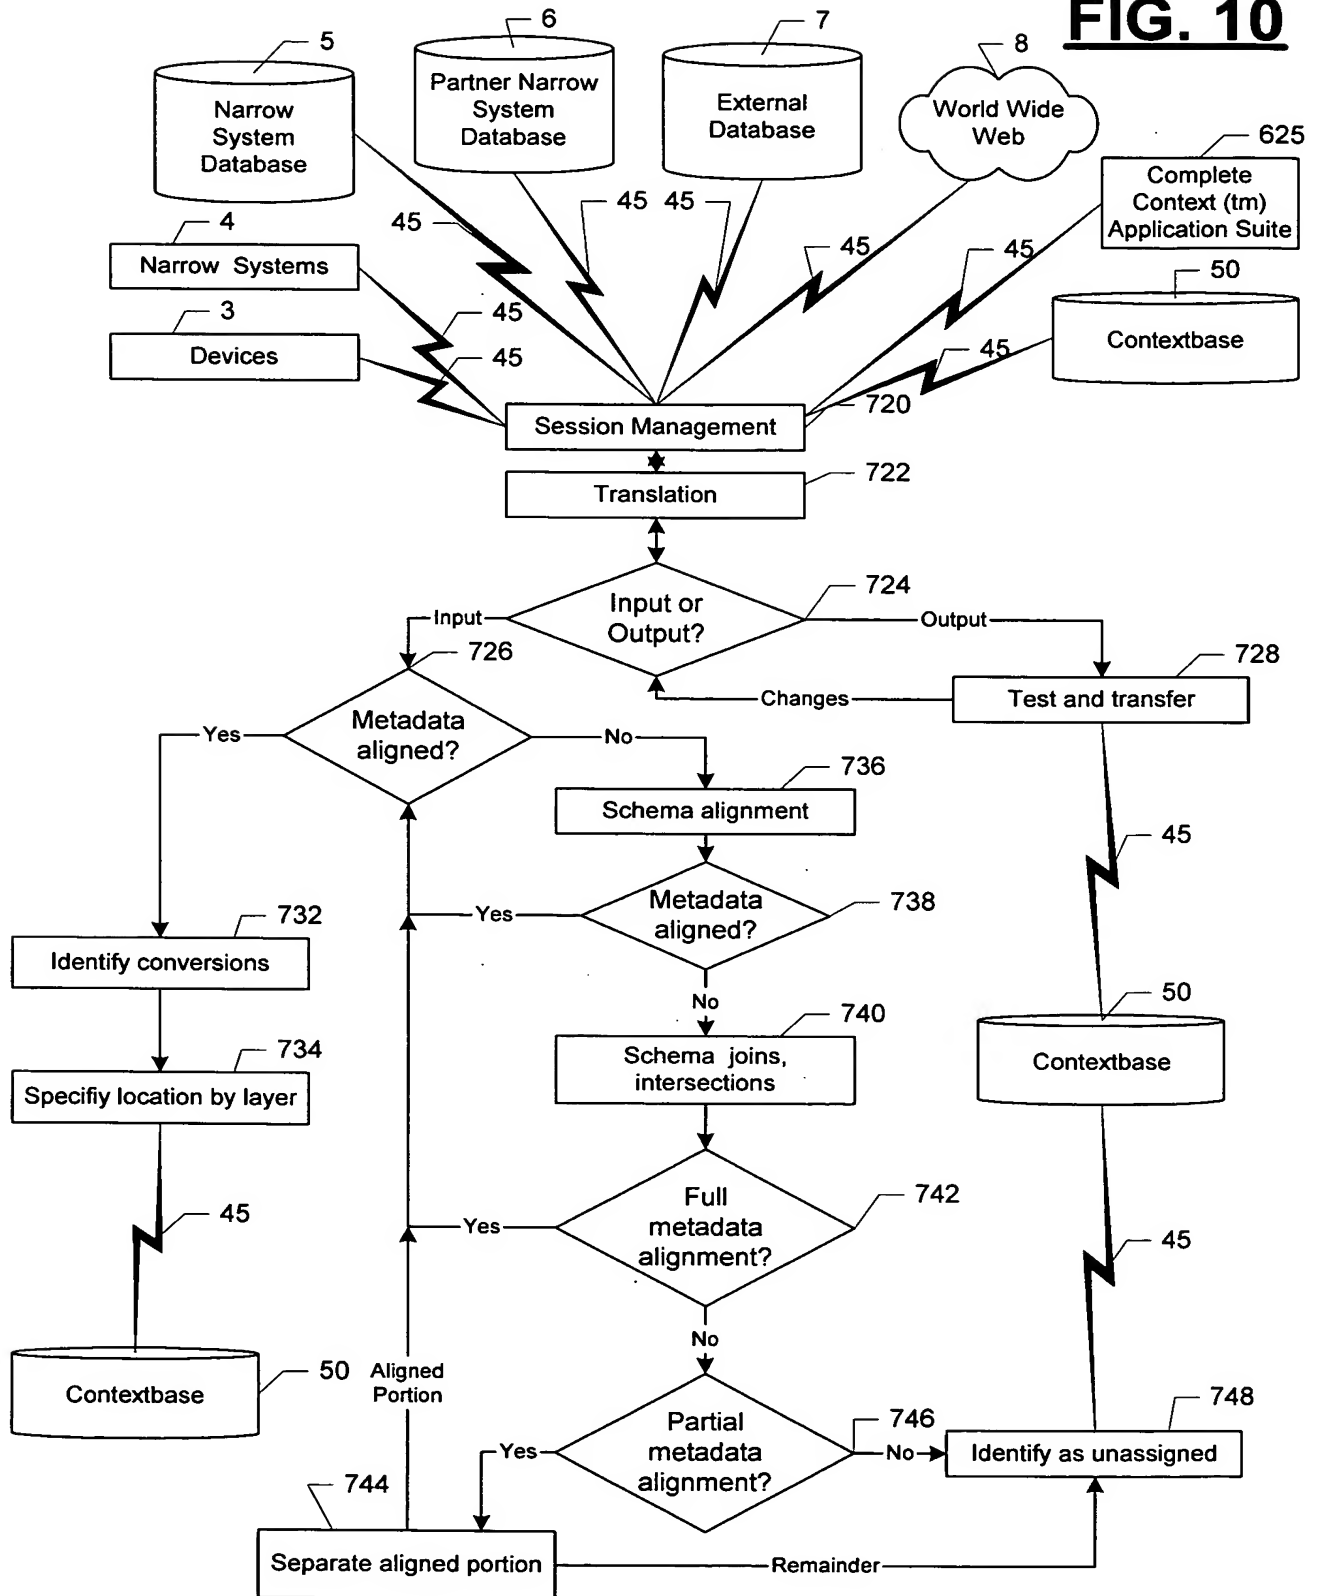 FIG. 10
5
6
7
8
Narrow
System
Database
Partner Narrow
System
Database
External
Database
World Wide
Web
625
Complete
Context (tm)
Application Suite
4
Narrow Systems
45
45
45
45
45
50
Contextbase
3
Devices
45
45
45
720
Session Management
722
Translation
724
Input or
Output?
Input
Output
726
728
Test and transfer
Changes
Metadata
aligned?
Yes
No
736
Schema alignment
45
738
Metadata
aligned?
Yes
732
Identify conversions
No
740
50
Schema joins,
intersections
Contextbase
734
Specifiy location by layer
742
Full
metadata
alignment?
Yes
45
45
No
50
Contextbase
Aligned
Portion
746
748
Partial
metadata
alignment?
Yes
No
Identify as unassigned
744
Separate aligned portion
Remainder